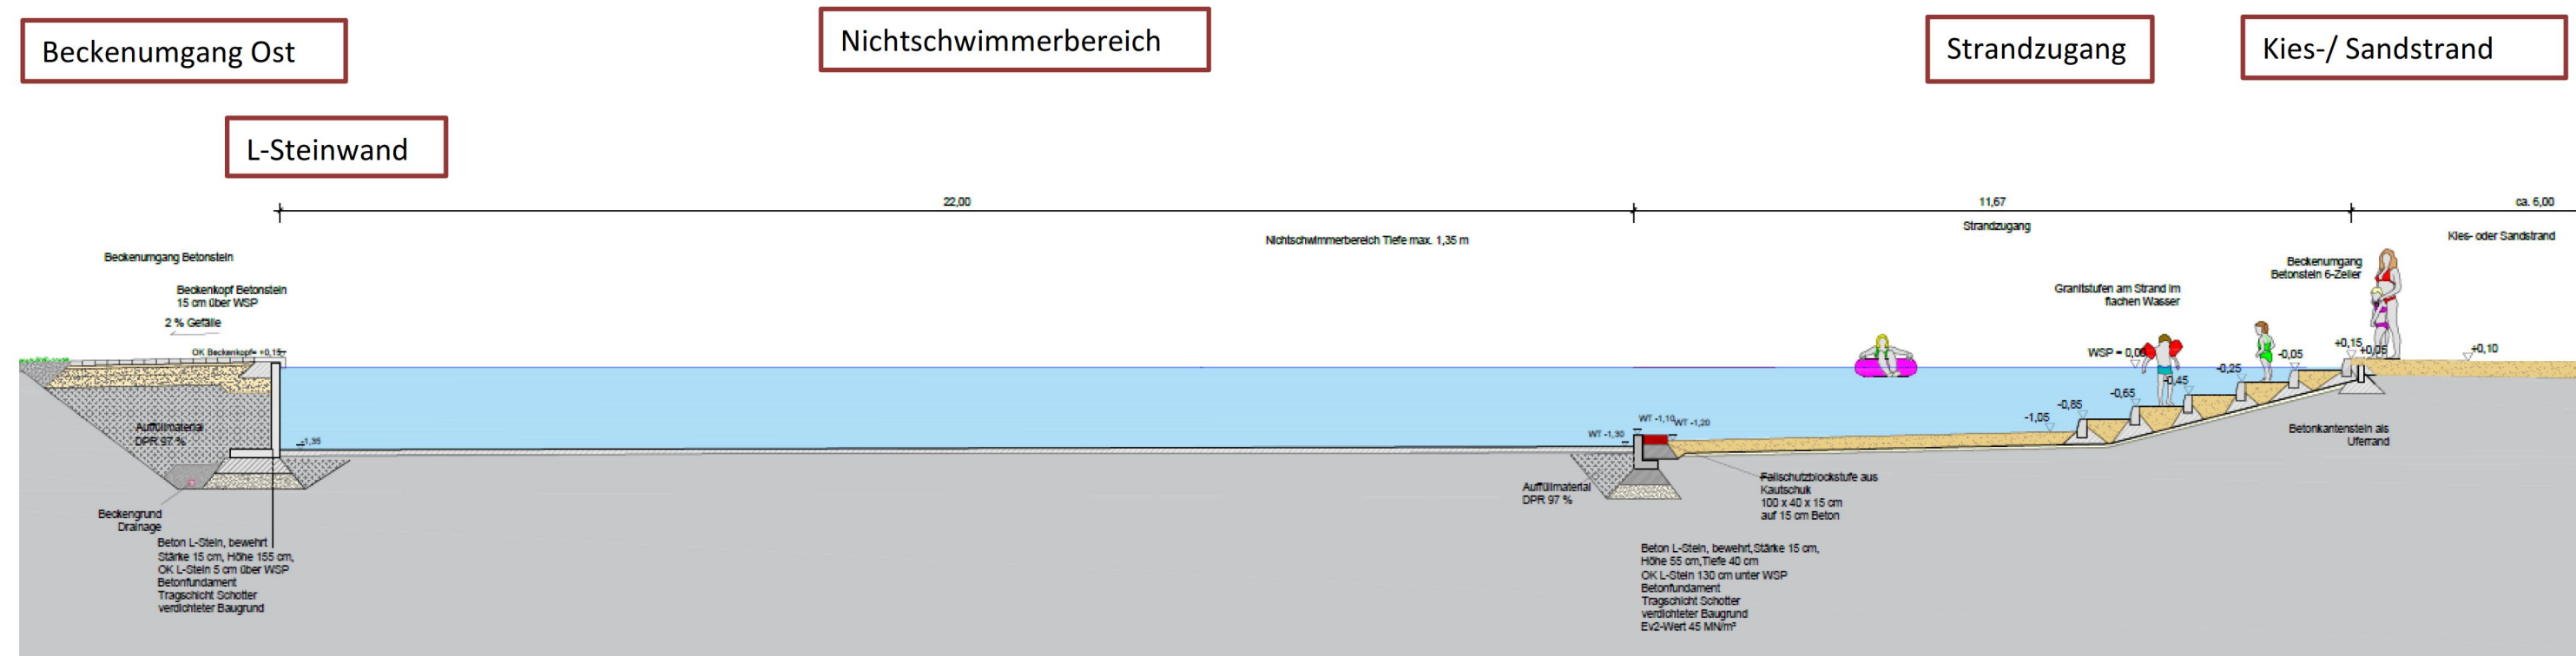 Beckenumgang Ost
Nichtschwimmerbereich
Strandzugang
Kies-/ Sandstrand
L-Steinwand
22,00
11,67
ca. 6,00
Nichtschwimmerbereich Tiefe max. 1,35 m
Strandzugang
Kies- oder Sandstrand
Beckenumgang Betonstein
Beckenkopf Betonstein
15 cm über WSP
2 % Gefälle
OK Beckenkopf= +0,15
Beckenumgang
Betonstein 6-Zeiler
Granitstufen am Strand im
flachen Wasser
WSP = 0,00
+0,15
+0,05
+0,10
-0,05
-0,25
-0,45
-0,65
-0,85
-1,05
WT -1,10
WT -1,20
WT -1,30
-1,35
Auffüllmaterial
DPR 97 %
Beckengrund
Drainage
Beton L-Stein, bewehrt
Stärke 15 cm, Höhe 155 cm,
OK L-Stein 5 cm über WSP
Betonfundament
Tragschicht Schotter
verdichteter Baugrund
Auffüllmaterial
DPR 97 %
Fallschutzblockstufe aus
Kautschuk
100 x 40 x 15 cm
auf 15 cm Beton
Beton L-Stein, bewehrt,Stärke 15 cm,
Höhe 55 cm,Tiefe 40 cm
OK L-Stein 130 cm unter WSP
Betonfundament
Tragschicht Schotter
verdichteter Baugrund
Ev2-Wert 45 MN/m²
Betonkantenstein als
Uferrand